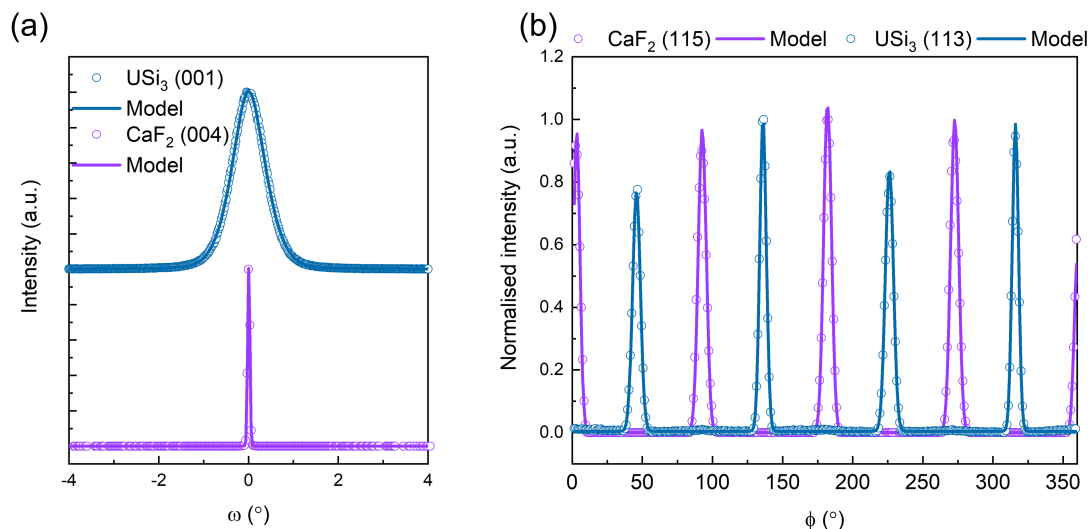 (a)
USi₃ (001)
Model
CaF₂ (004)
Model
Intensity (a.u.)
-4 -2 0 2 4
ω (°)
(b)
CaF₂ (115) Model USi₃ (113) Model
1.2
1.0
0.8
0.6
0.4
0.2
0.0
Normalised intensity (a.u.)
0 50 100 150 200 250 300 350
ϕ (°)